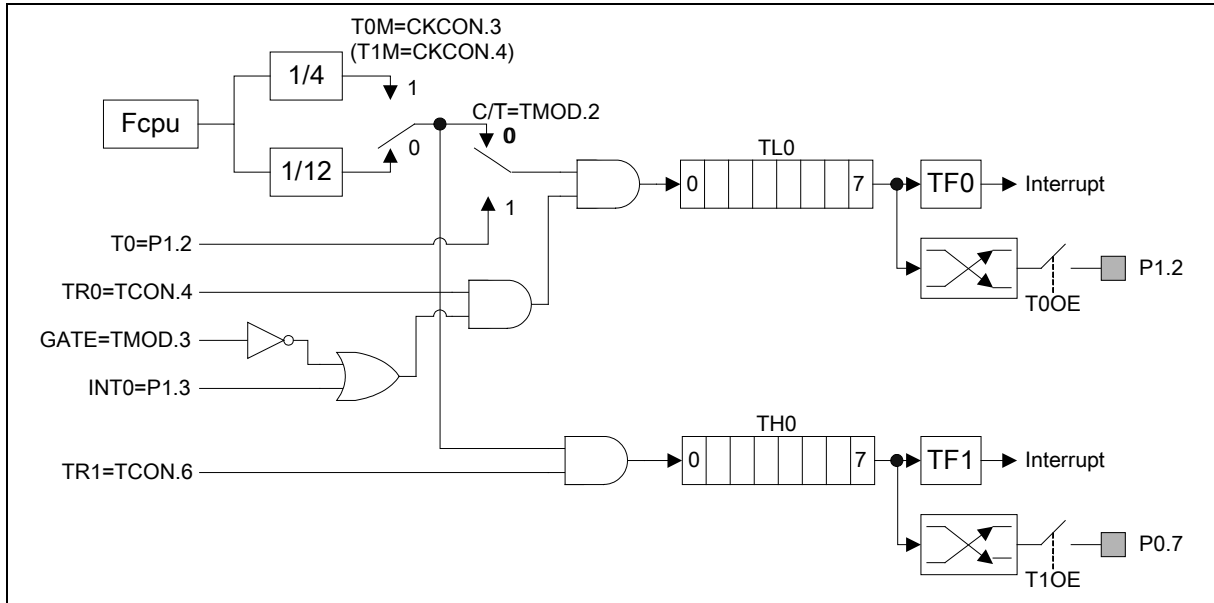 T0M=CKCON.3
(T1M=CKCON.4)
1/4
1
Fcpu
C/T=TMOD.2
0
0
1/12
TL0
0 7
TF0
Interrupt
1
T0=P1.2
P1.2
TR0=TCON.4
T0OE
GATE=TMOD.3
INT0=P1.3
TH0
0 7
TF1
Interrupt
TR1=TCON.6
P0.7
T1OE